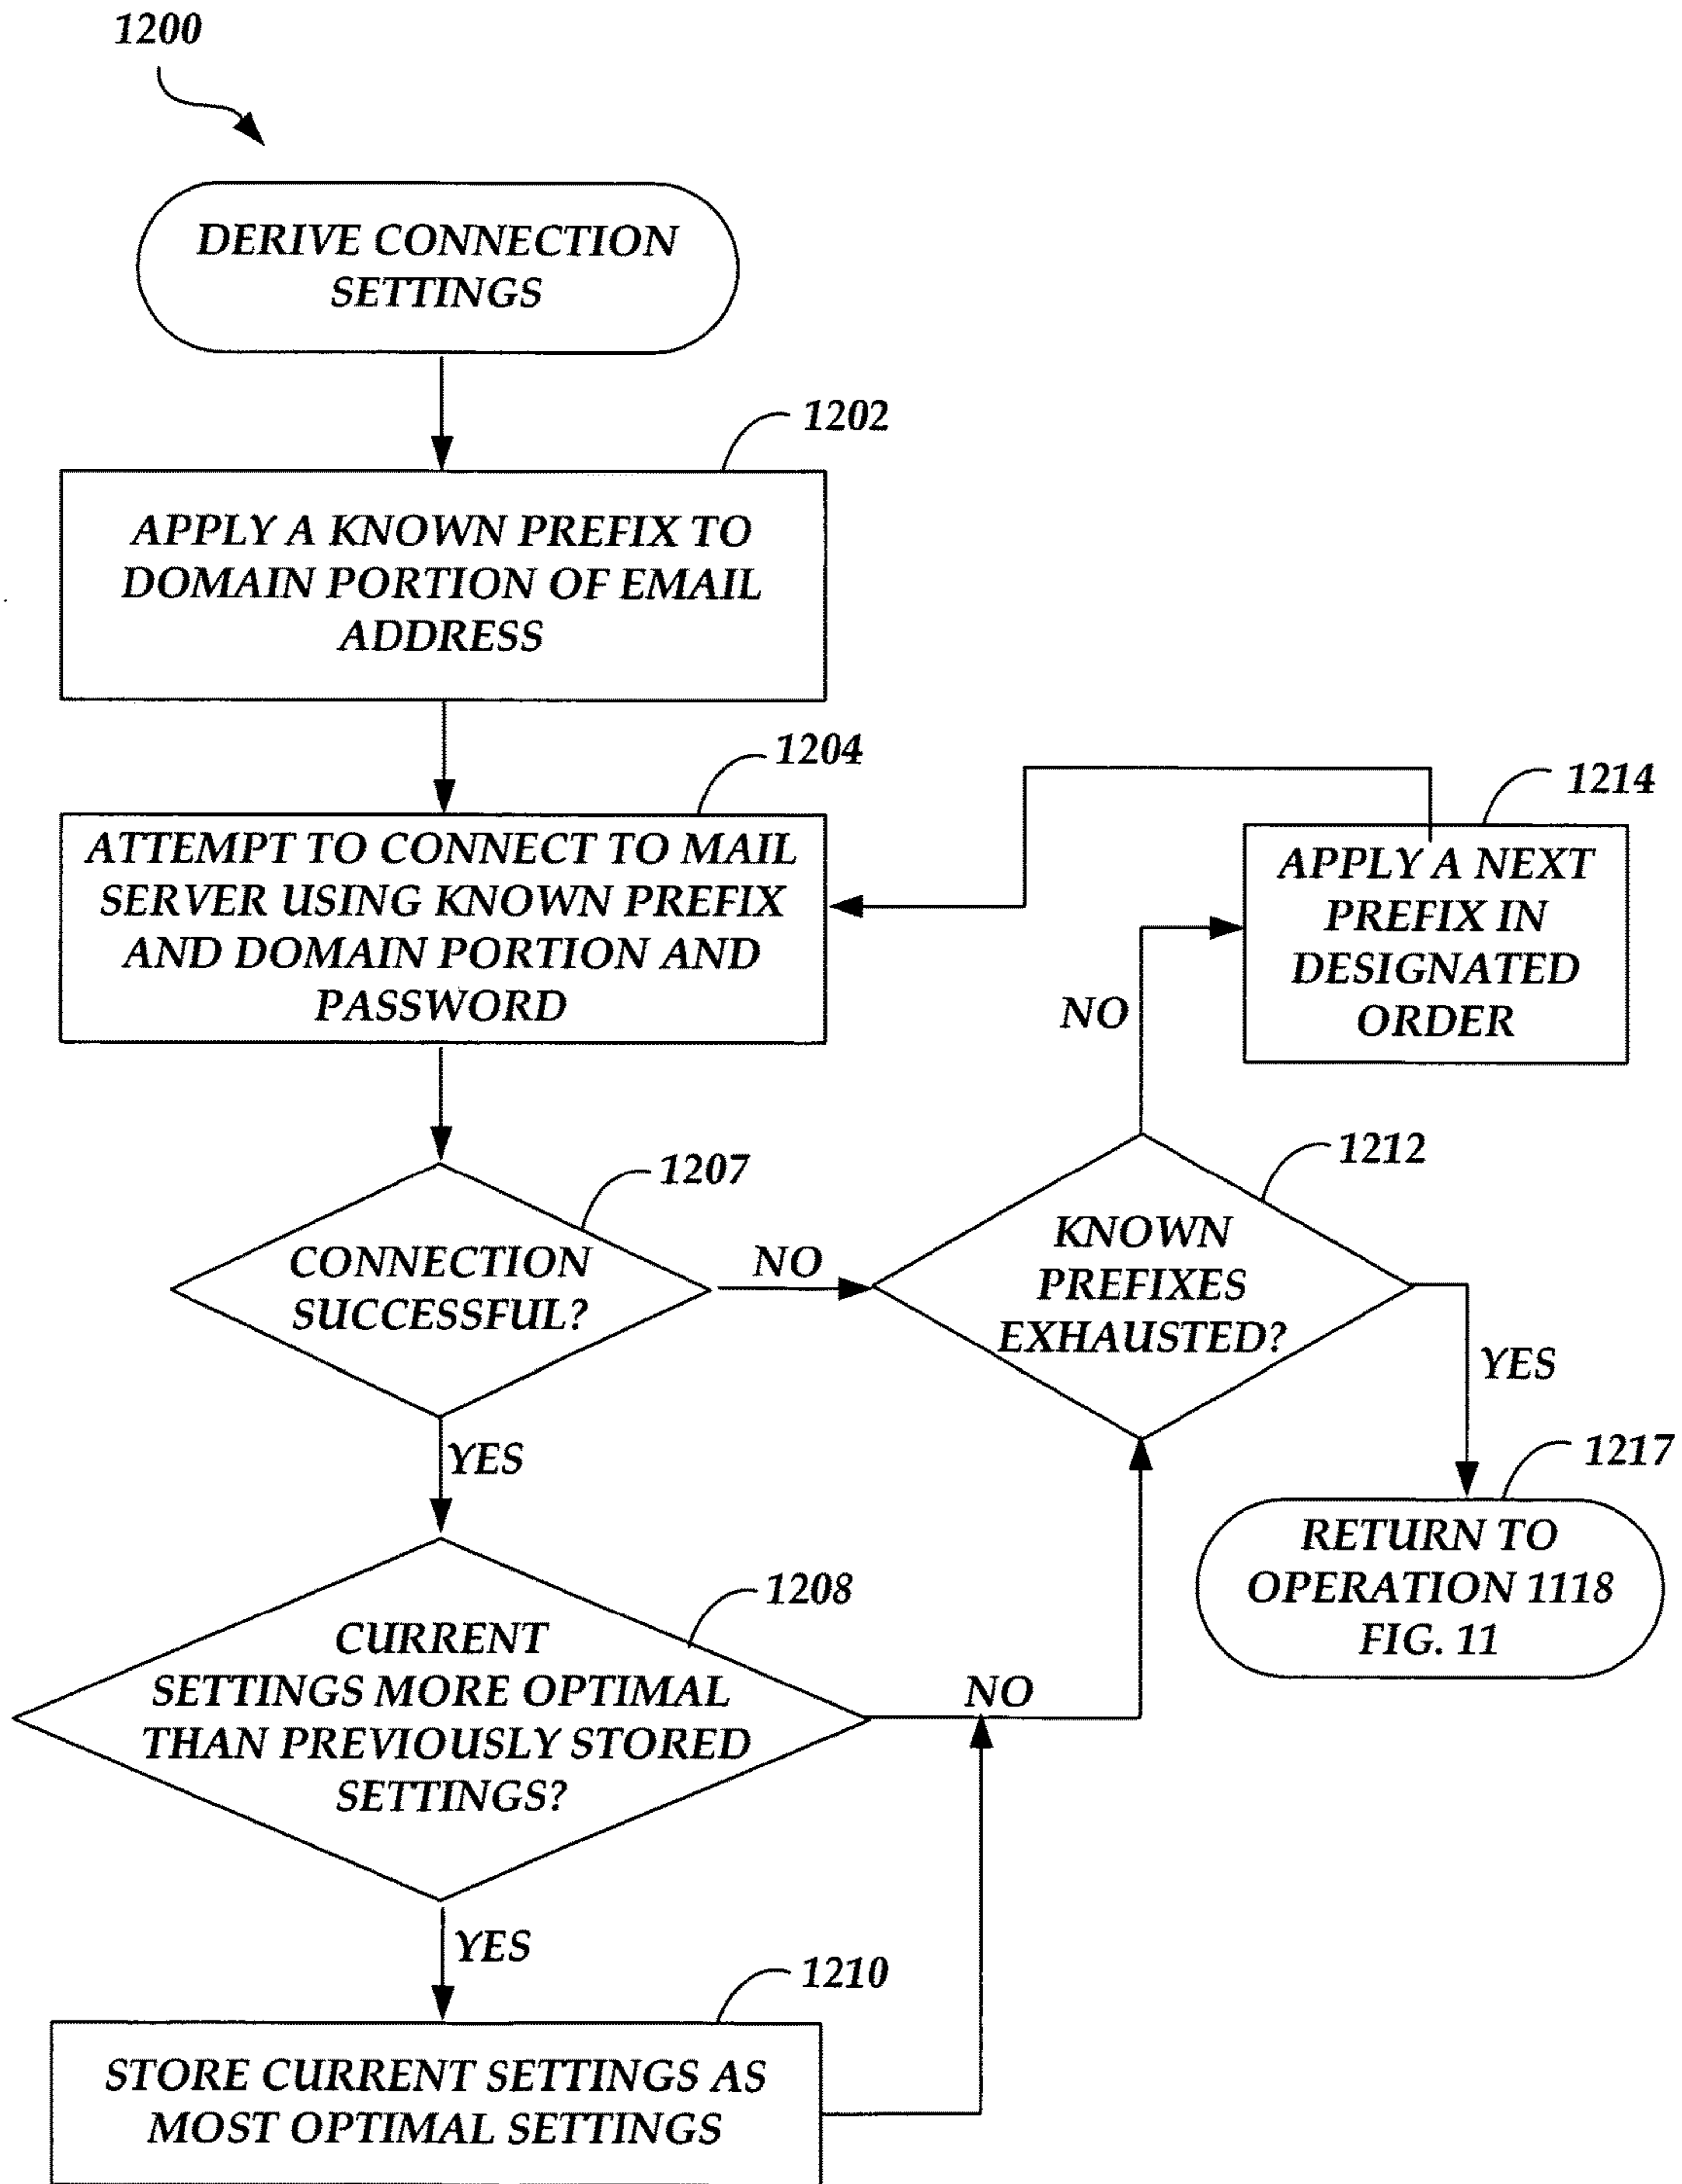 1200
DERIVE CONNECTION
SETTINGS
1202
APPLY A KNOWN PREFIX TO
DOMAIN PORTION OF EMAIL
ADDRESS
1204
ATTEMPT TO CONNECT TO MAIL
SERVER USING KNOWN PREFIX
AND DOMAIN PORTION AND
PASSWORD
1214
APPLY A NEXT
PREFIX IN
DESIGNATED
ORDER
NO
1207
CONNECTION
SUCCESSFUL?
NO
1212
KNOWN
PREFIXES
EXHAUSTED?
YES
YES
1217
RETURN TO
OPERATION 1118
FIG. 11
1208
CURRENT
SETTINGS MORE OPTIMAL
THAN PREVIOUSLY STORED
SETTINGS?
NO
YES
1210
STORE CURRENT SETTINGS AS
MOST OPTIMAL SETTINGS